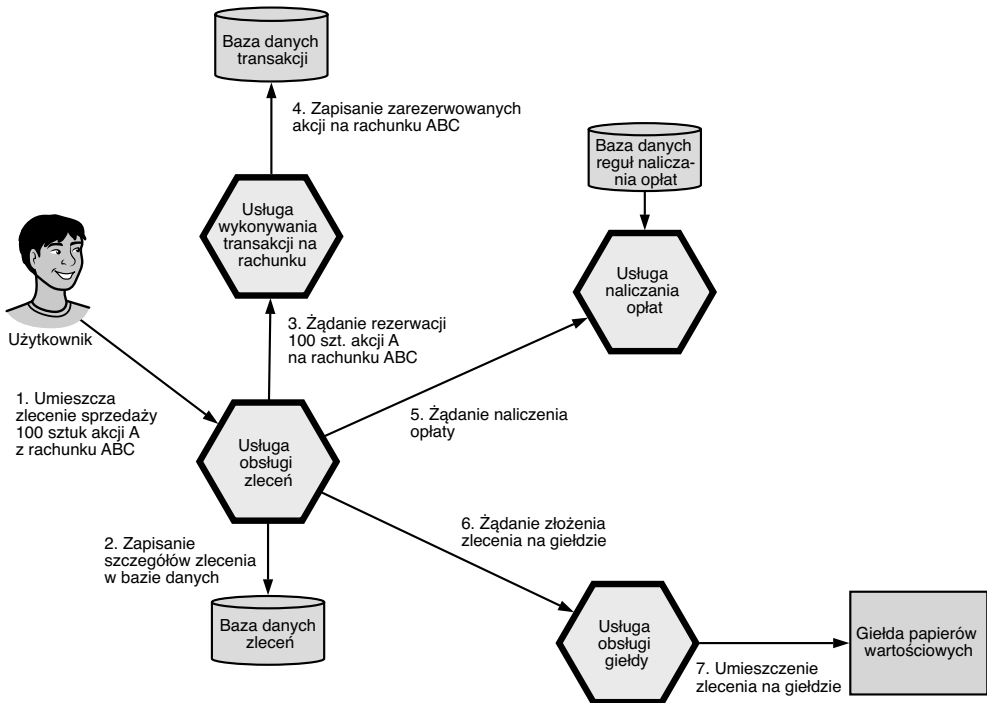 Baza danych
transakcji
4. Zapisanie zarezerwowanych
akcji na rachunku ABC
Baza danych
reguł nalicza-
nia opłat
Usługa
wykonywania
transakcji na
rachunku
Usługa
naliczania
opłat
Użytkownik
3. Żądanie rezerwacji
100 szt. akcji A
na rachunku ABC
1. Umieszcza
zlecenie sprzedaży
100 sztuk akcji A
z rachunku ABC
5. Żądanie naliczenia
opłaty
Usługa
obsługi
zleceń
6. Żądanie złożenia
zlecenia na giełdzie
2. Zapisanie
szczegółów zlecenia
w bazie danych
Baza danych
zleceń
Usługa
obsługi
giełdy
7. Umieszczenie
zlecenia na giełdzie
Giełda papierów
wartościowych